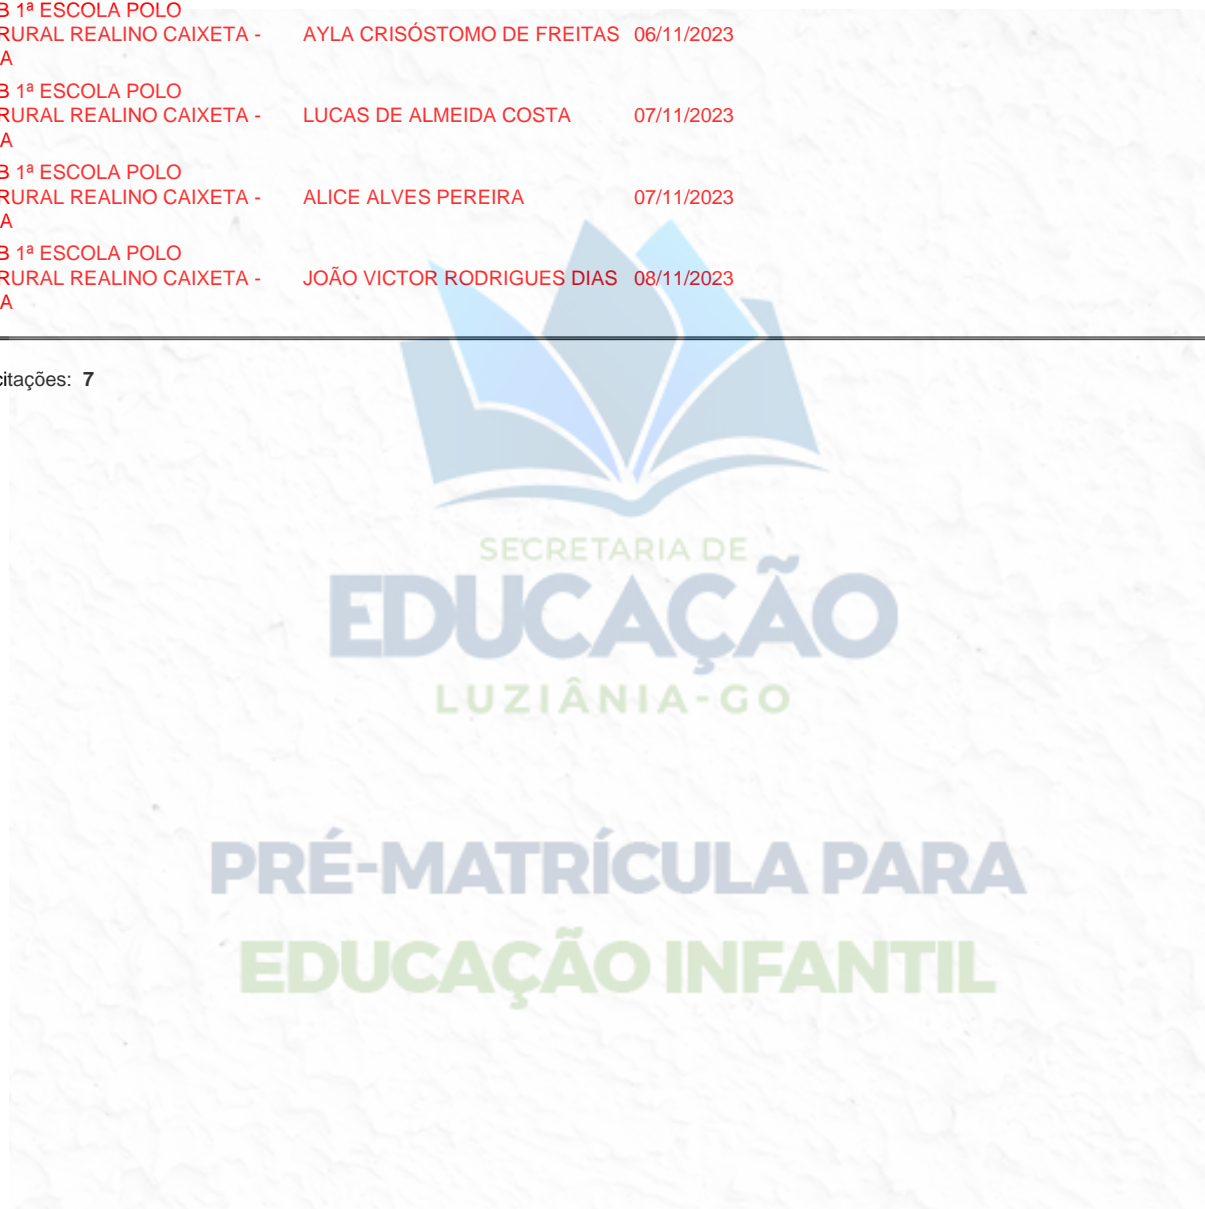 B 1ª ESCOLA POLO
RURAL REALINO CAIXETA - AYLA CRISÓSTOMO DE FREITAS 06/11/2023
A
B 1ª ESCOLA POLO
RURAL REALINO CAIXETA - LUCAS DE ALMEIDA COSTA 07/11/2023
A
B 1ª ESCOLA POLO
RURAL REALINO CAIXETA - ALICE ALVES PEREIRA 07/11/2023
A
B 1ª ESCOLA POLO
RURAL REALINO CAIXETA - JOÃO VICTOR RODRIGUES DIAS 08/11/2023
A
citações: 7
SECRETARIA DE
EDUCAÇÃO
LUZIÂNIA-GO
PRÉ-MATRÍCULA PARA
EDUCAÇÃO INFANTIL